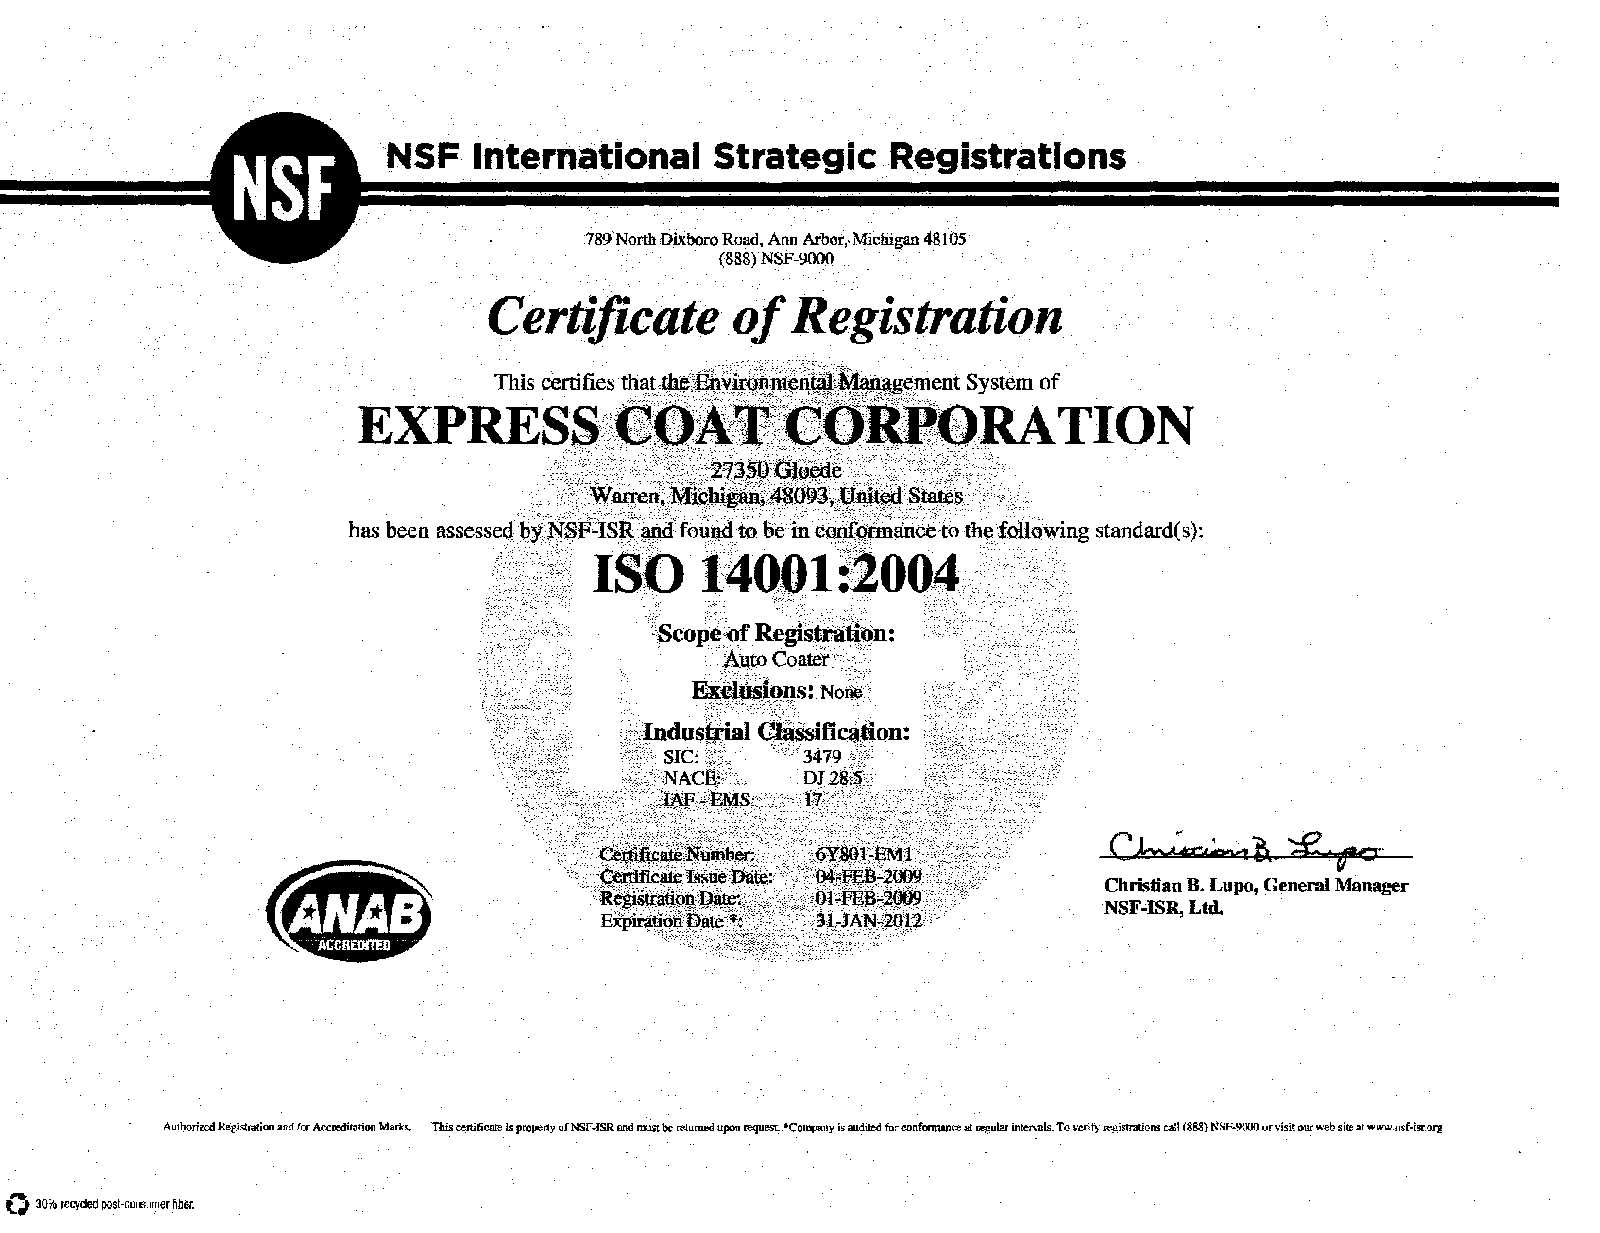 NSF
NSF International Strategic Registrations
789 North Dixboro Road, Ann Arbor, Michigan 48105
(888) NSF-9000
Certificate of Registration
This certifies that the Environmental Management System of
EXPRESS COAT CORPORATION
27350 Gloede
Warren, Michigan, 48093, United States
has been assessed by NSF-ISR and found to be in conformance to the following standard(s):
ISO 14001:2004
Scope of Registration:
Auto Coater
Exclusions: None
Industrial Classification:
SIC: 3479
NACE: DJ 28.5
IAF - EMS: 17
Certificate Number: 6Y801-EM1
Certificate Issue Date: 04-FEB-2009
Registration Date: 01-FEB-2009
Expiration Date *: 31-JAN-2012
Christian B. Lupo
Christian B. Lupo, General Manager
NSF-ISR, Ltd.
ANAB
ACCREDITED
Authorized Registration and /or Accreditation Marks. This certificate is property of NSF-ISR and must be returned upon request. *Company is audited for conformance at regular intervals. To verify registrations call (888) NSF-9000 or visit our web site at www.nsf-isr.org
30% recycled post-consumer fiber.